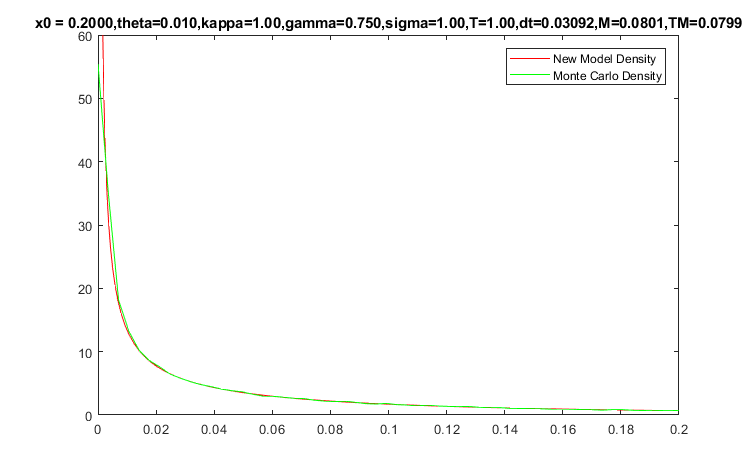 x0 = 0.2000,theta=0.010,kappa=1.00,gamma=0.750,sigma=1.00,T=1.00,dt=0.03092,M=0.0801,TM=0.0799
New Model Density
Monte Carlo Density
60
50
40
30
20
10
0
0 0.02 0.04 0.06 0.08 0.1 0.12 0.14 0.16 0.18 0.2